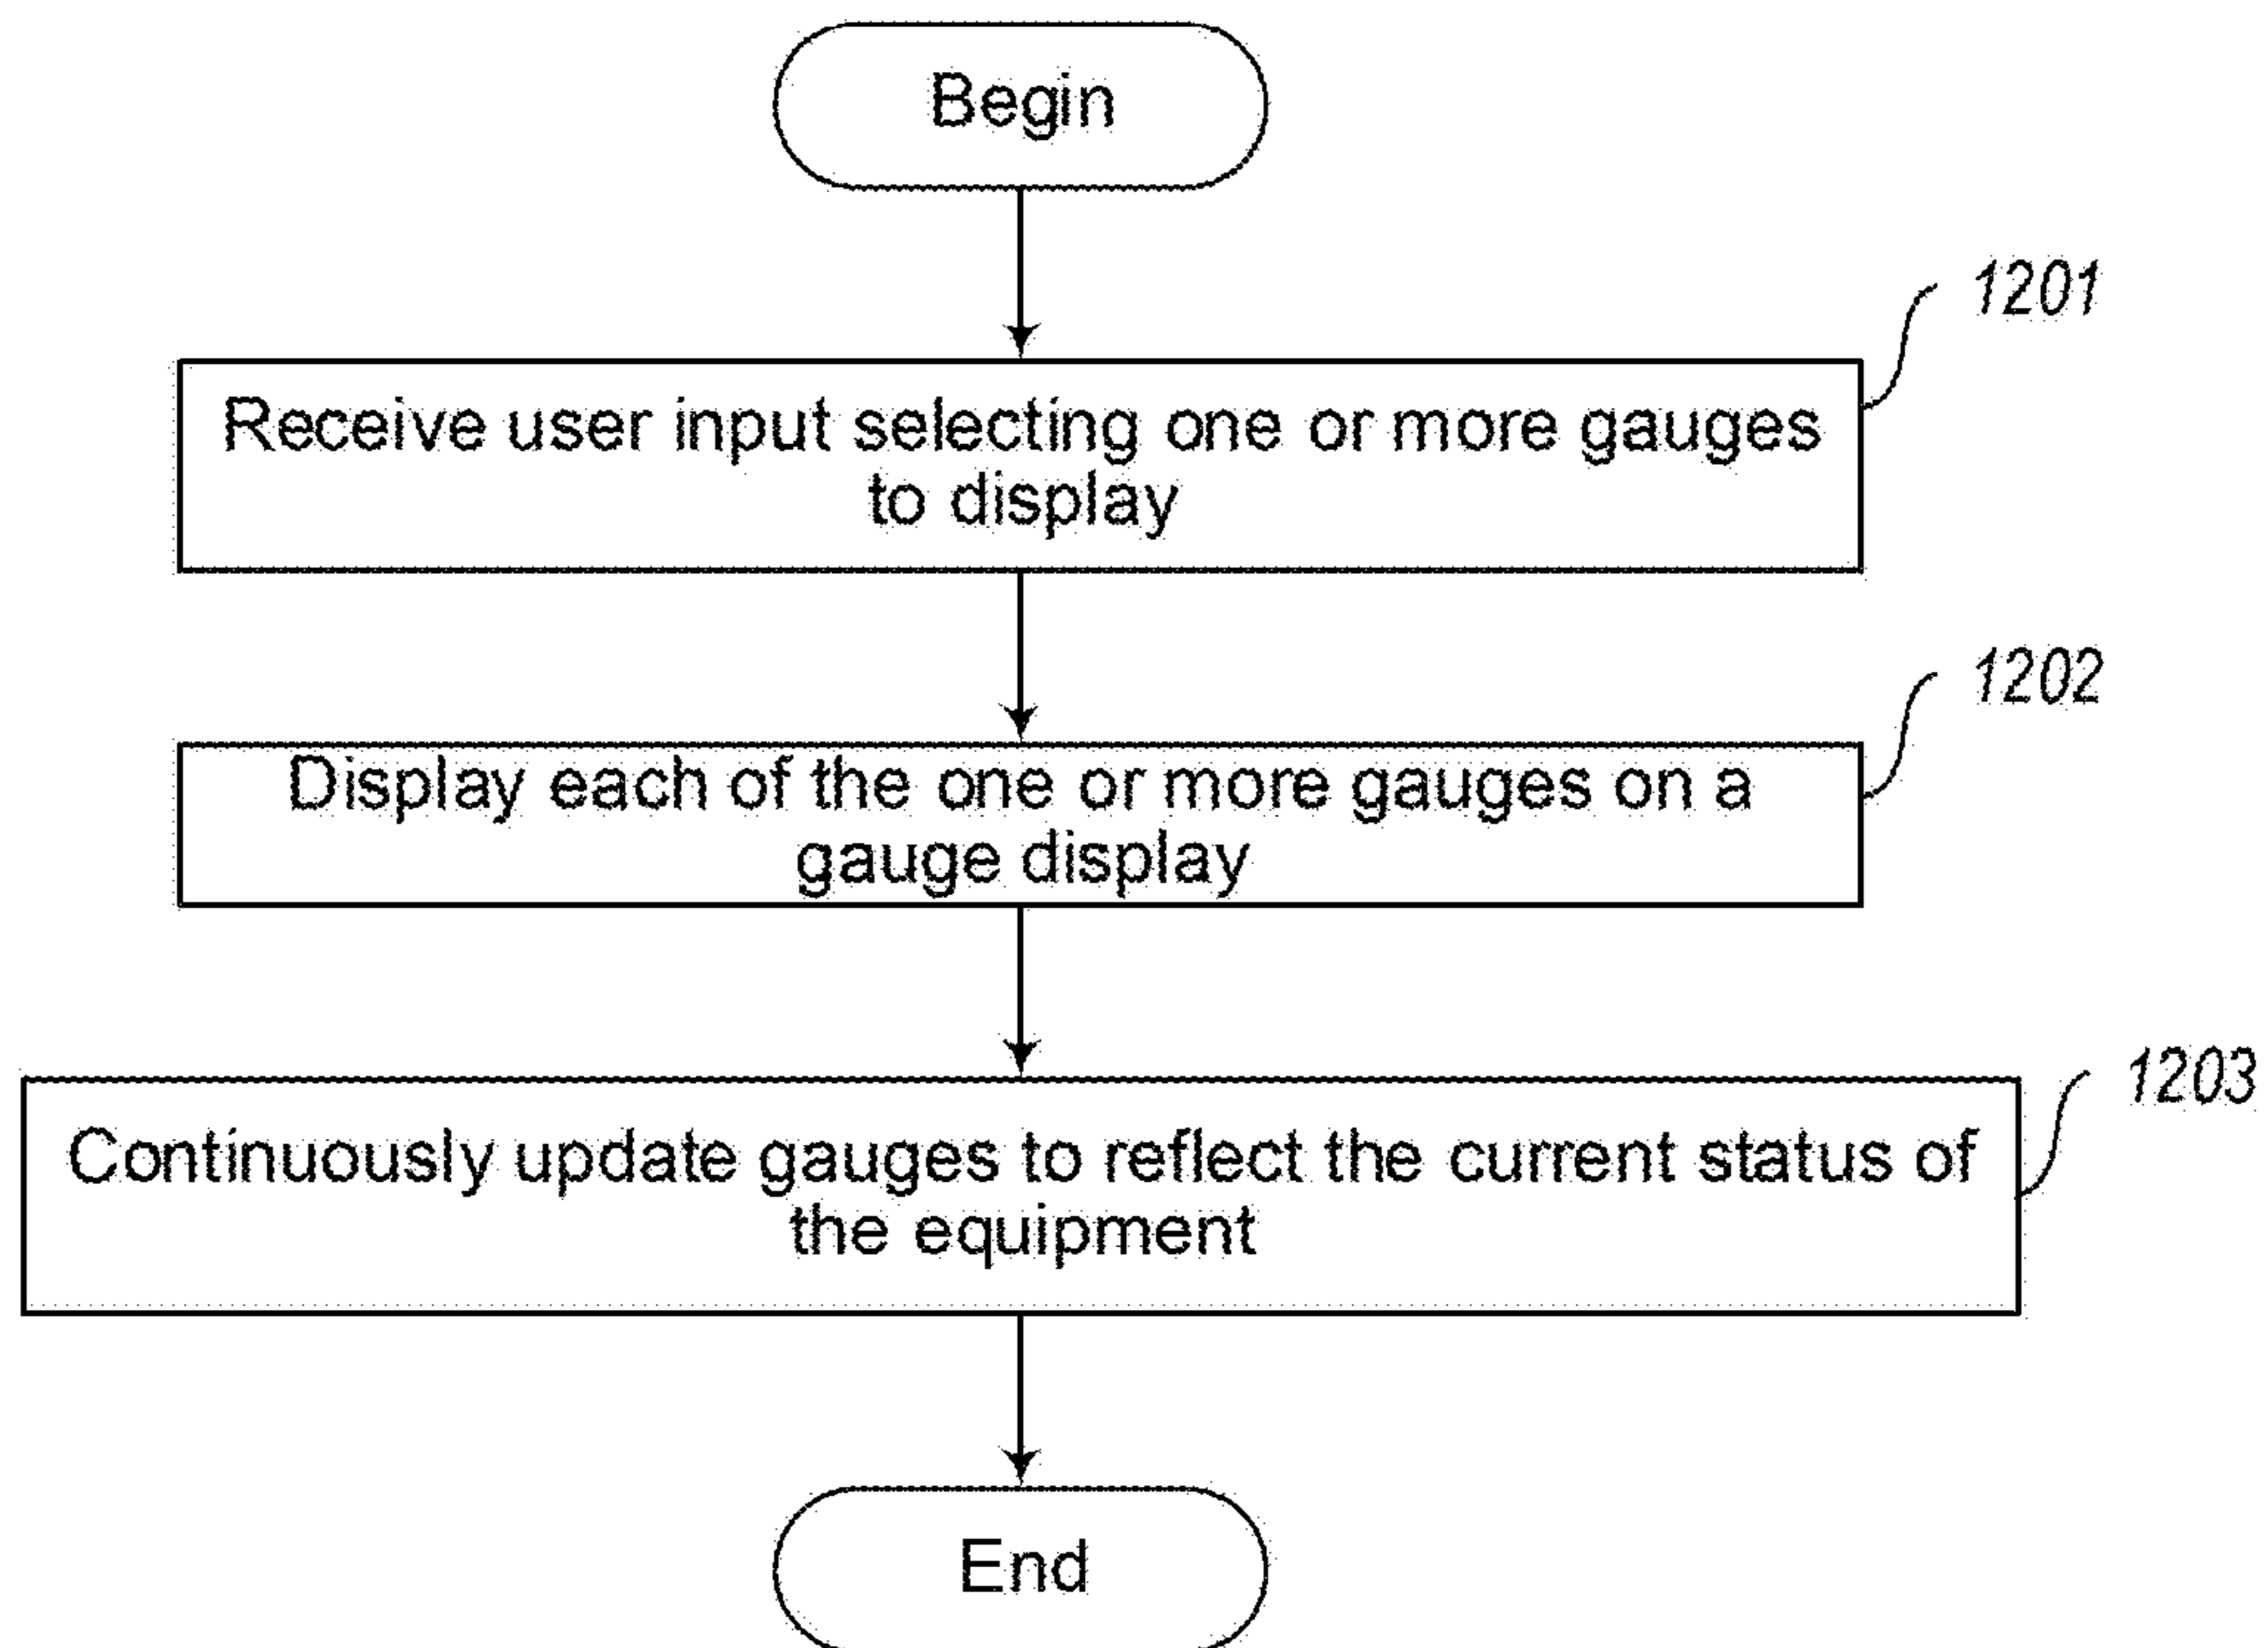 Begin
1201
Receive user input selecting one or more gauges
to display
1202
Display each of the one or more gauges on a
gauge display
1203
Continuously update gauges to reflect the current status of
the equipment
End